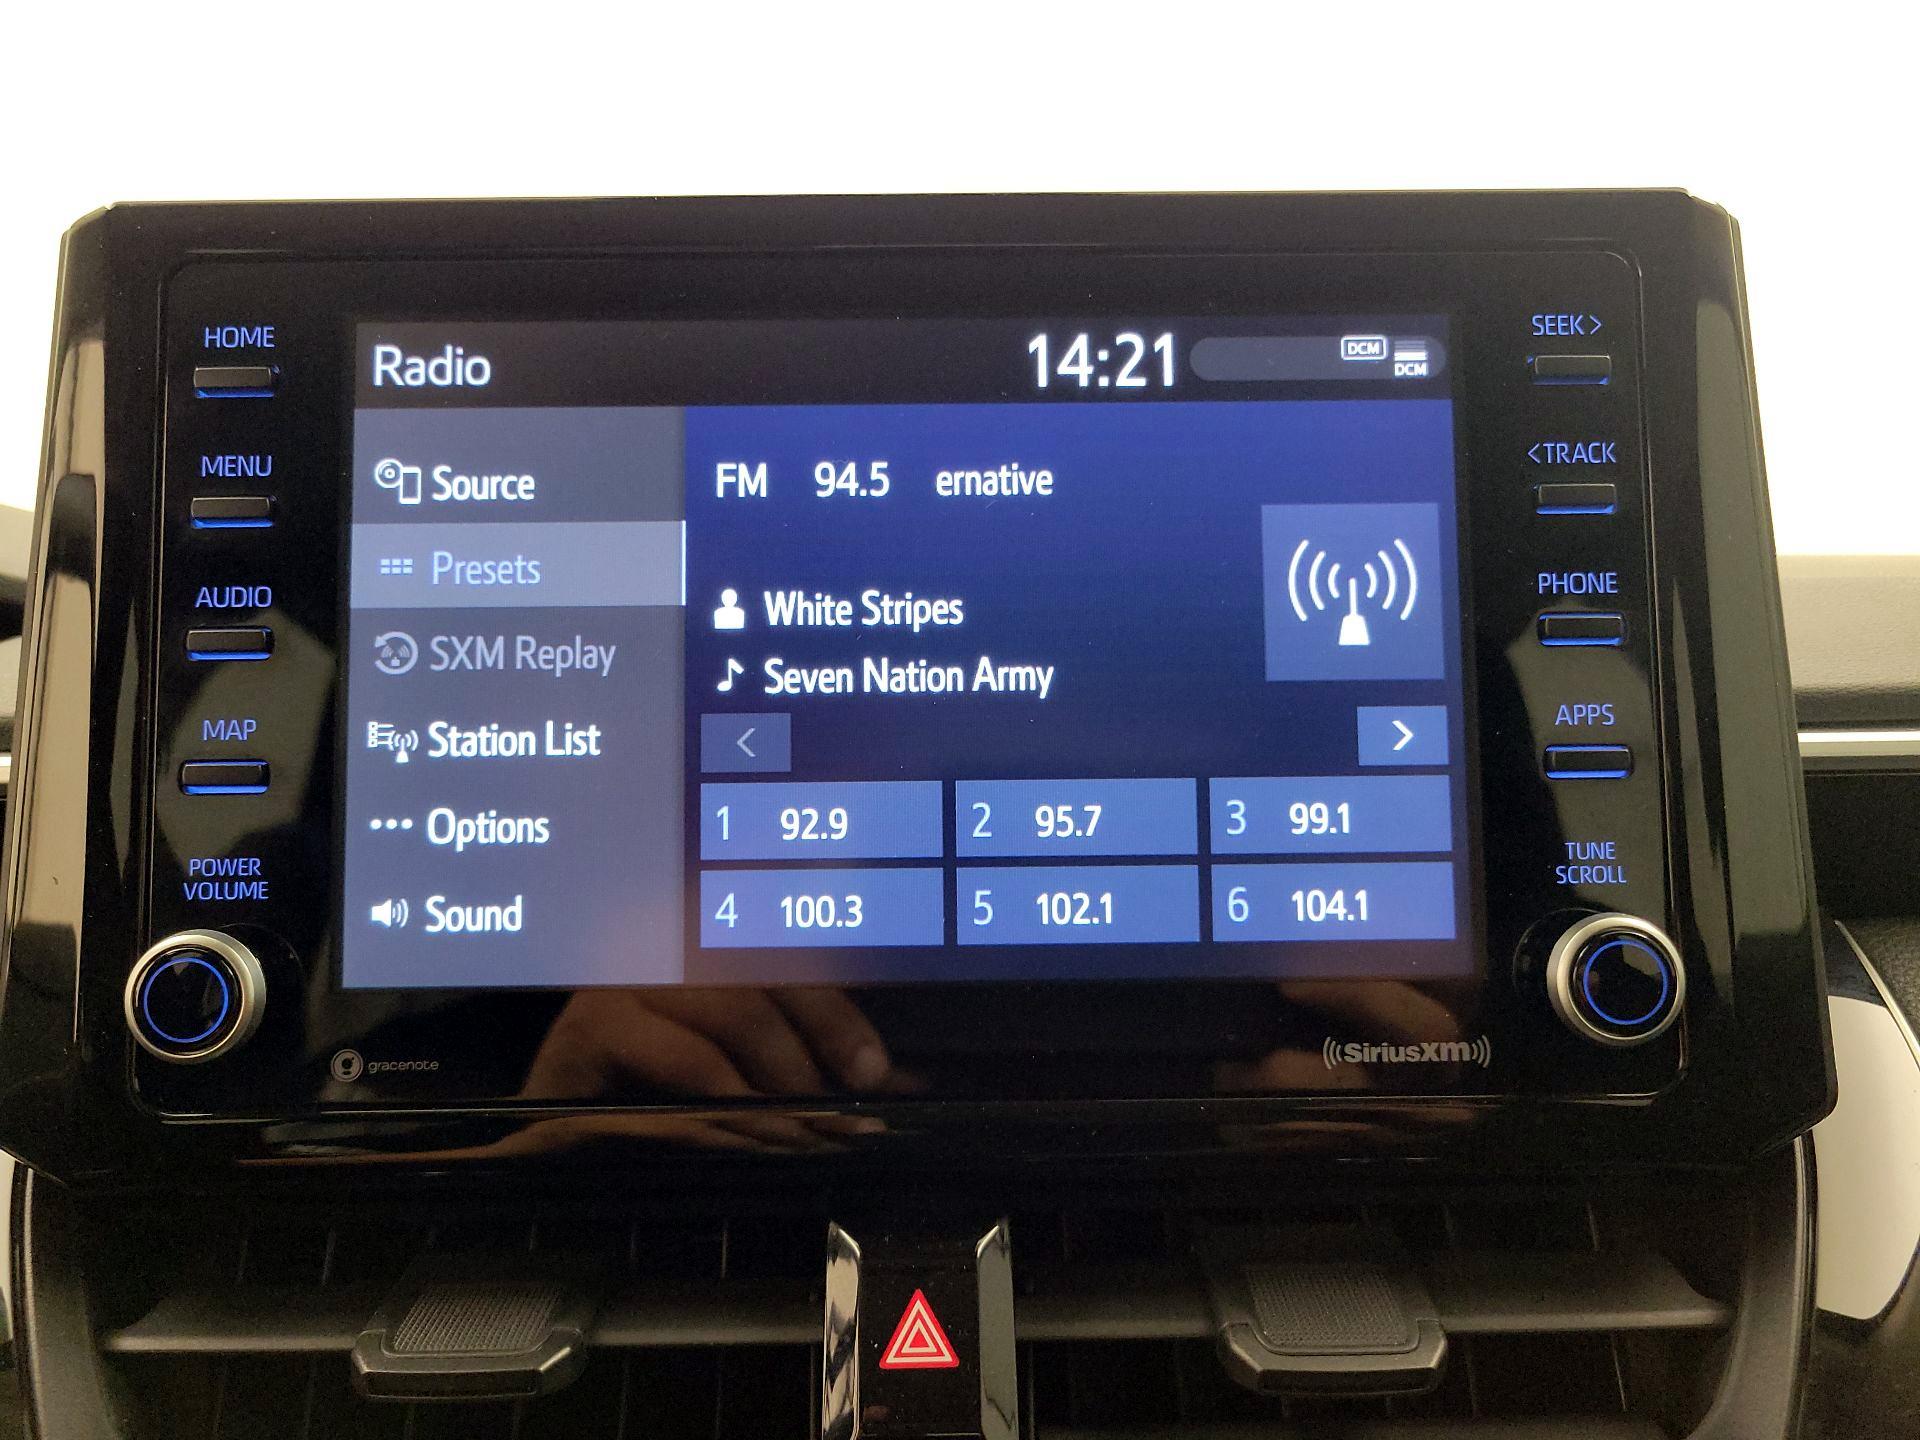 HOME
MENU
AUDIO
MAP
POWER
VOLUME
Radio
14:21
DCM
DCM
Source
Presets
SXM Replay
Station List
Options
Sound
FM 94.5 ernative
White Stripes
Seven Nation Army
<
>
1 92.9
2 95.7
3 99.1
4 100.3
5 102.1
6 104.1
SEEK >
< TRACK
PHONE
APPS
TUNE
SCROLL
gracenote
SiriusXM